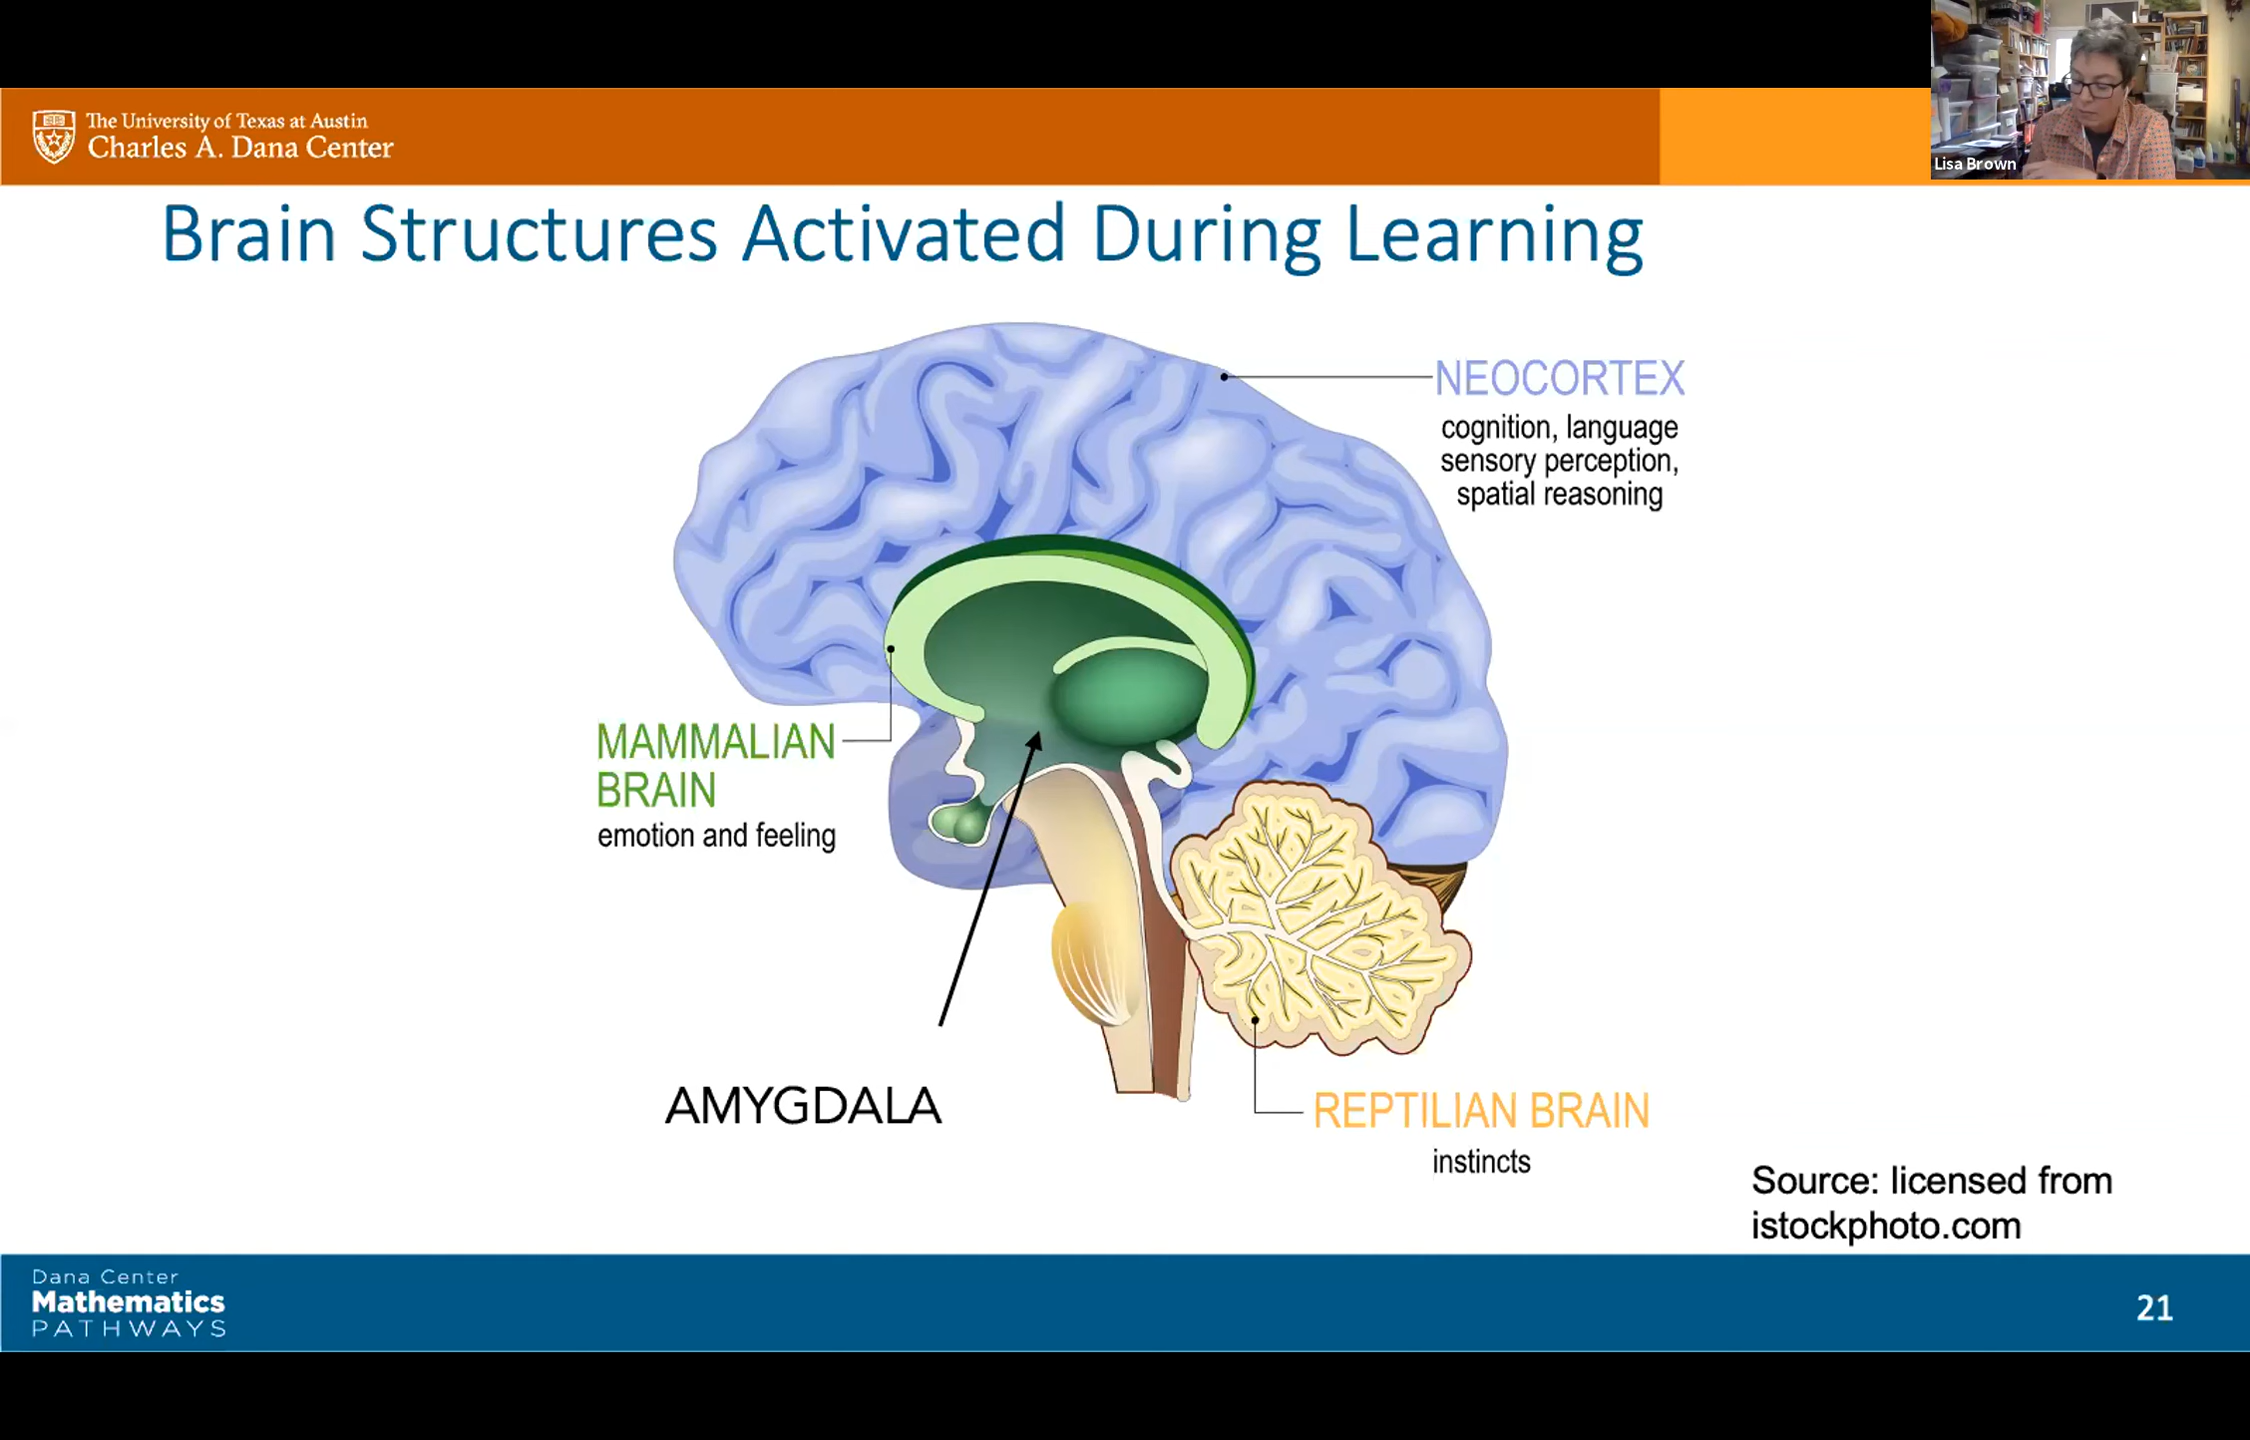 The University of Texas at Austin
Charles A. Dana Center
Lisa Brown
Brain Structures Activated During Learning
NEOCORTEX
cognition, language
sensory perception,
spatial reasoning
MAMMALIAN
BRAIN
emotion and feeling
AMYGDALA
REPTILIAN BRAIN
instincts
Source: licensed from
istockphoto.com
Dana Center
Mathematics
PATHWAYS
21